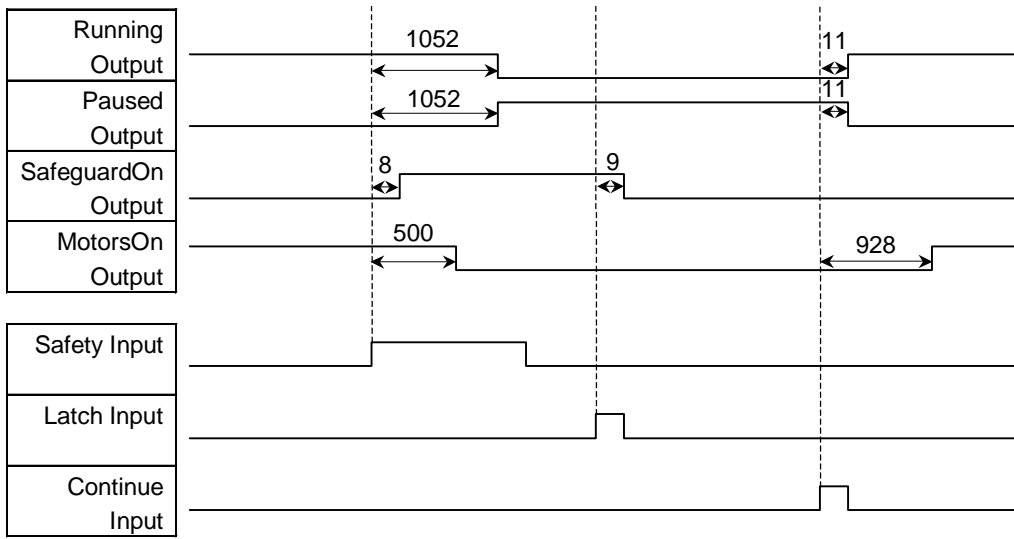 Running
Output
1052
11
Paused
Output
1052
11
SafeguardOn
Output
8
9
MotorsOn
Output
500
928
Safety Input
Latch Input
Continue
Input